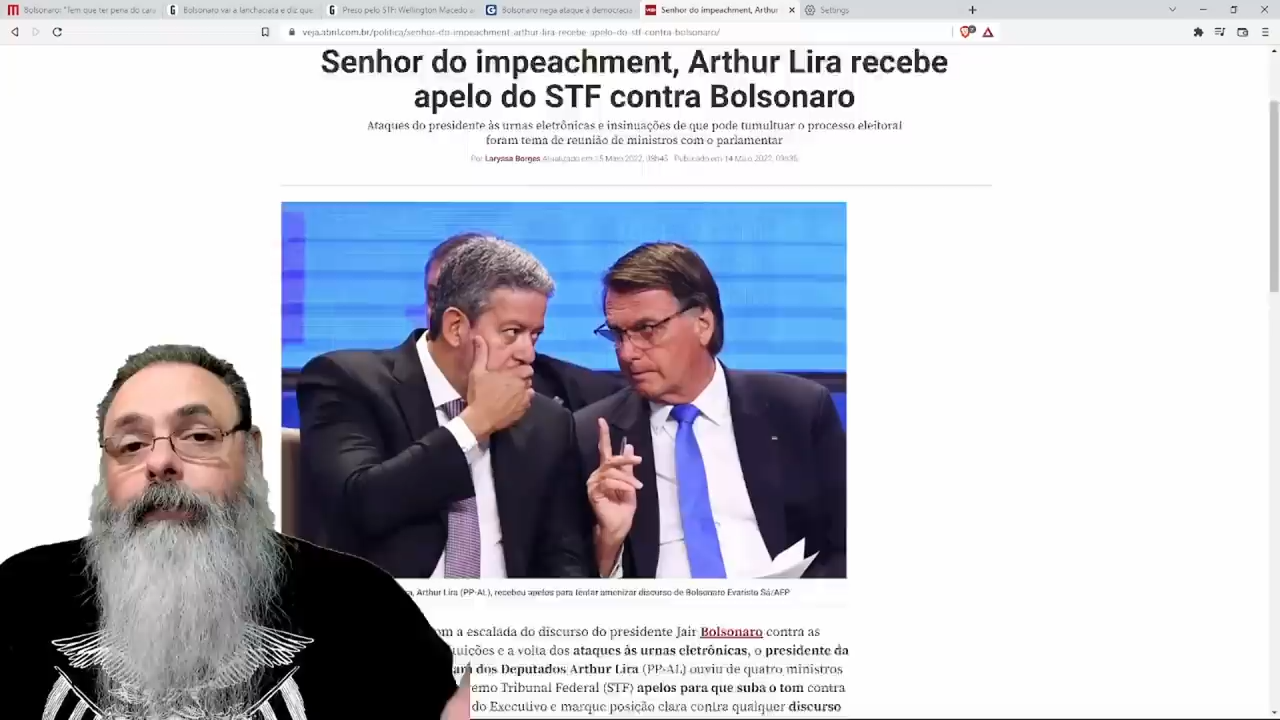 Bolsonaro: "Tem que ter pena do cara
Bolsonaro vai a lanchaciata e diz que
Preso pelo STF: Wellington Macedo
Bolsonaro nega ataque à democracia
Senhor do impeachment, Arthur
Settings
veja.abril.com.br/politica/senhor-do-impeachment-arthur-lira-recebe-apelo-do-stf-contra-bolsonaro/
Senhor do impeachment, Arthur Lira recebe
apelo do STF contra Bolsonaro
Ataques do presidente às urnas eletrônicas e insinuações de que pode tumultuar o processo eleitoral
foram tema de reunião de ministros com o parlamentar
Por Laryssa Borges Atualizado em 15 Maio 2022, 09h45 Publicado em 14 Maio 2022,
Arthur Lira (PP-AL), recebeu apelos para tentar amenizar discurso de Bolsonaro Evaristo Sá/AFP
om a escalada do discurso do presidente Jair Bolsonaro contra as
uições e a volta dos ataques às urnas eletrônicas, o presidente da
ara dos Deputados Arthur Lira (PP-AL) ouviu de quatro ministros
emo Tribunal Federal (STF) apelos para que suba o tom contra
do Executivo e marque posição clara contra qualquer discurso